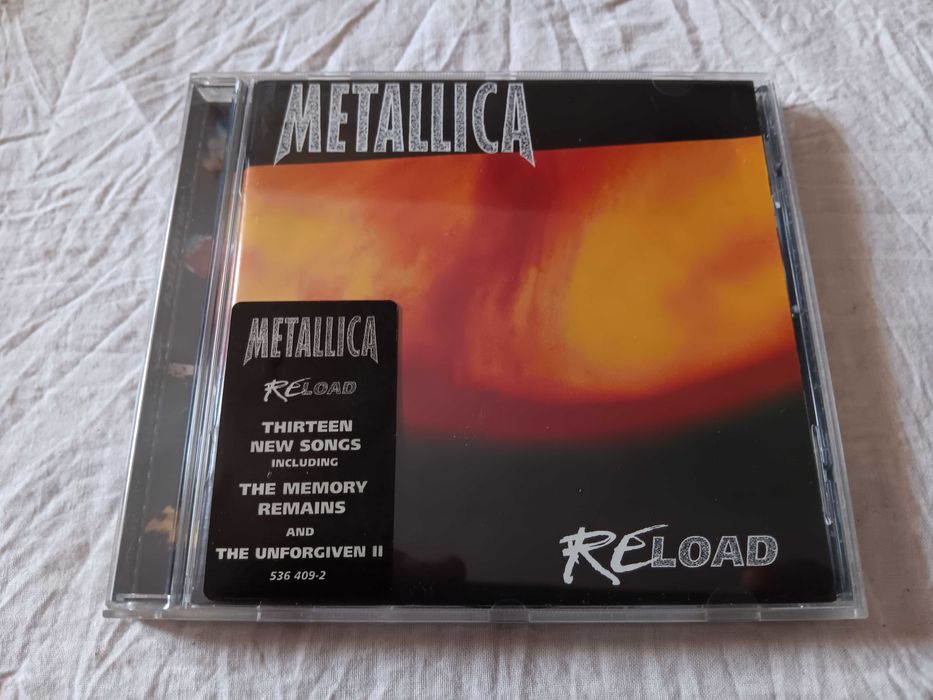 METALLICA
METALLICA
RELOAD
THIRTEEN
NEW SONGS
INCLUDING
THE MEMORY
REMAINS
AND
THE UNFORGIVEN II
536 409-2
RELOAD